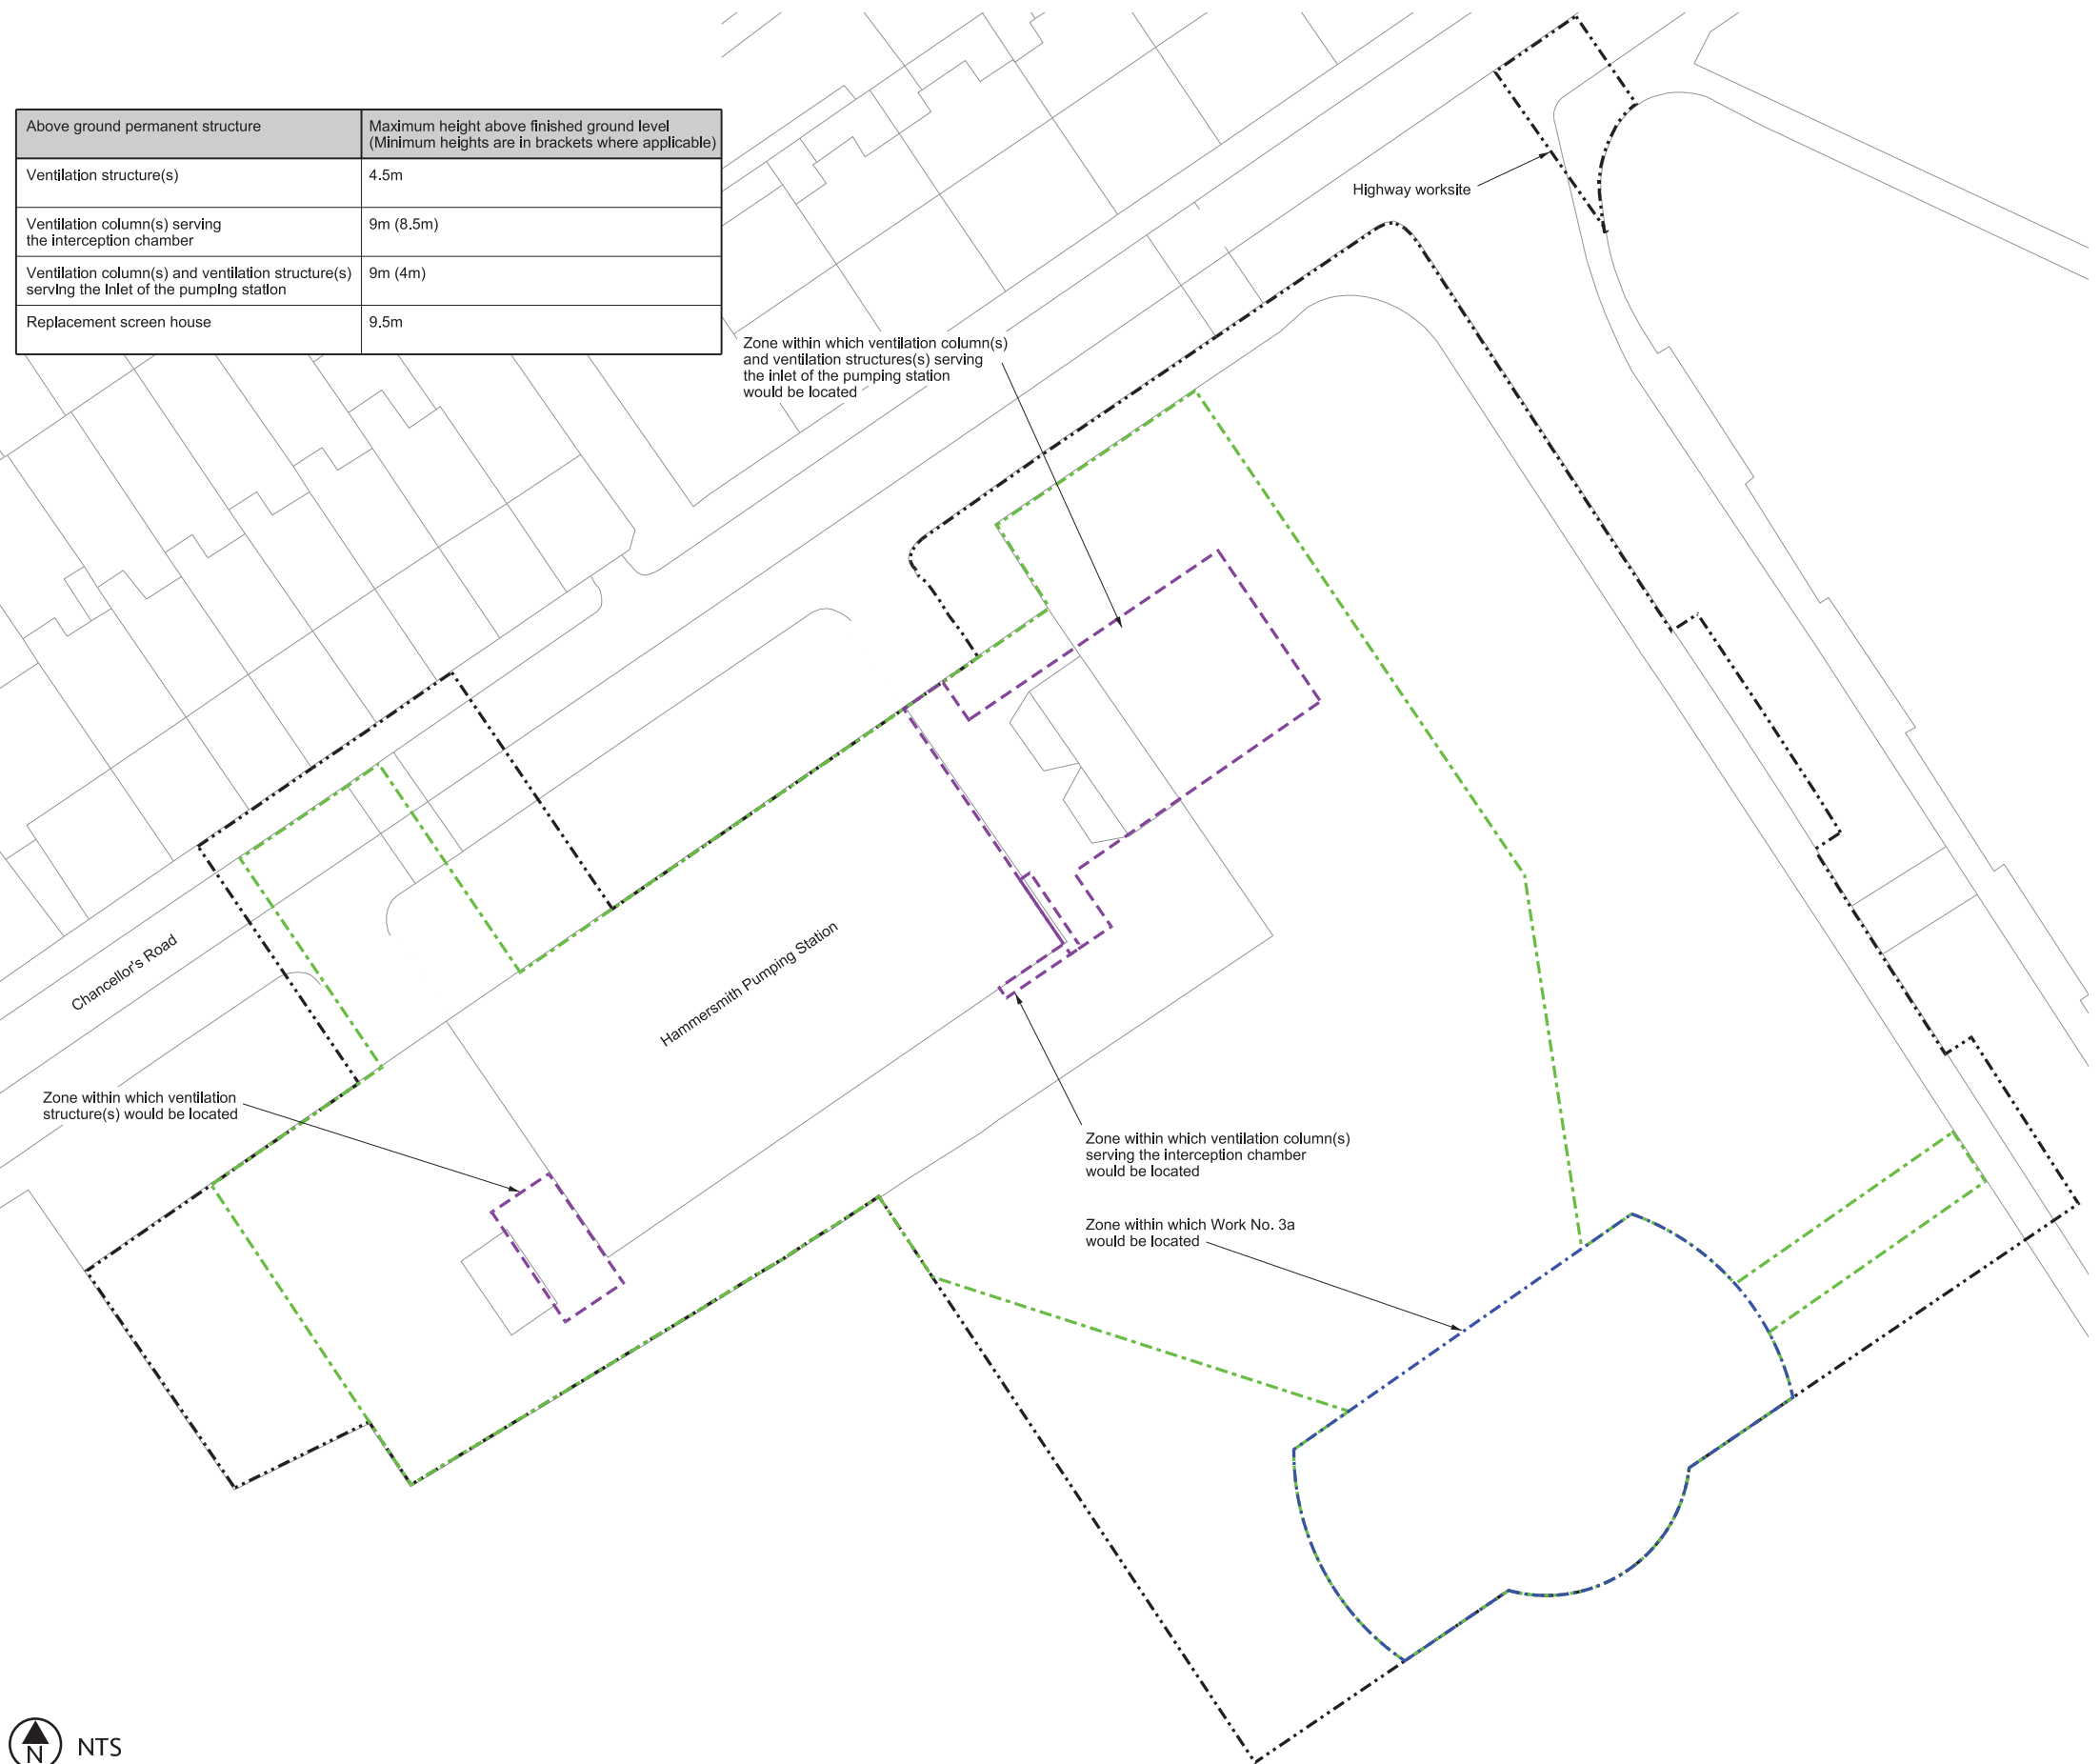 Above ground permanent structure
Maximum height above finished ground level
(Minimum heights are in brackets where applicable)
Ventilation structure(s)
4.5m
Ventilation column(s) serving
the interception chamber
9m (8.5m)
Ventilation column(s) and ventilation structure(s)
serving the inlet of the pumping station
9m (4m)
Replacement screen house
9.5m
Highway worksite
Zone within which ventilation column(s)
and ventilation structures(s) serving
the inlet of the pumping station
would be located
Chancellor's Road
Hammersmith Pumping Station
Zone within which ventilation
structure(s) would be located
Zone within which ventilation column(s)
serving the interception chamber
would be located
Zone within which Work No. 3a
would be located
N
NTS